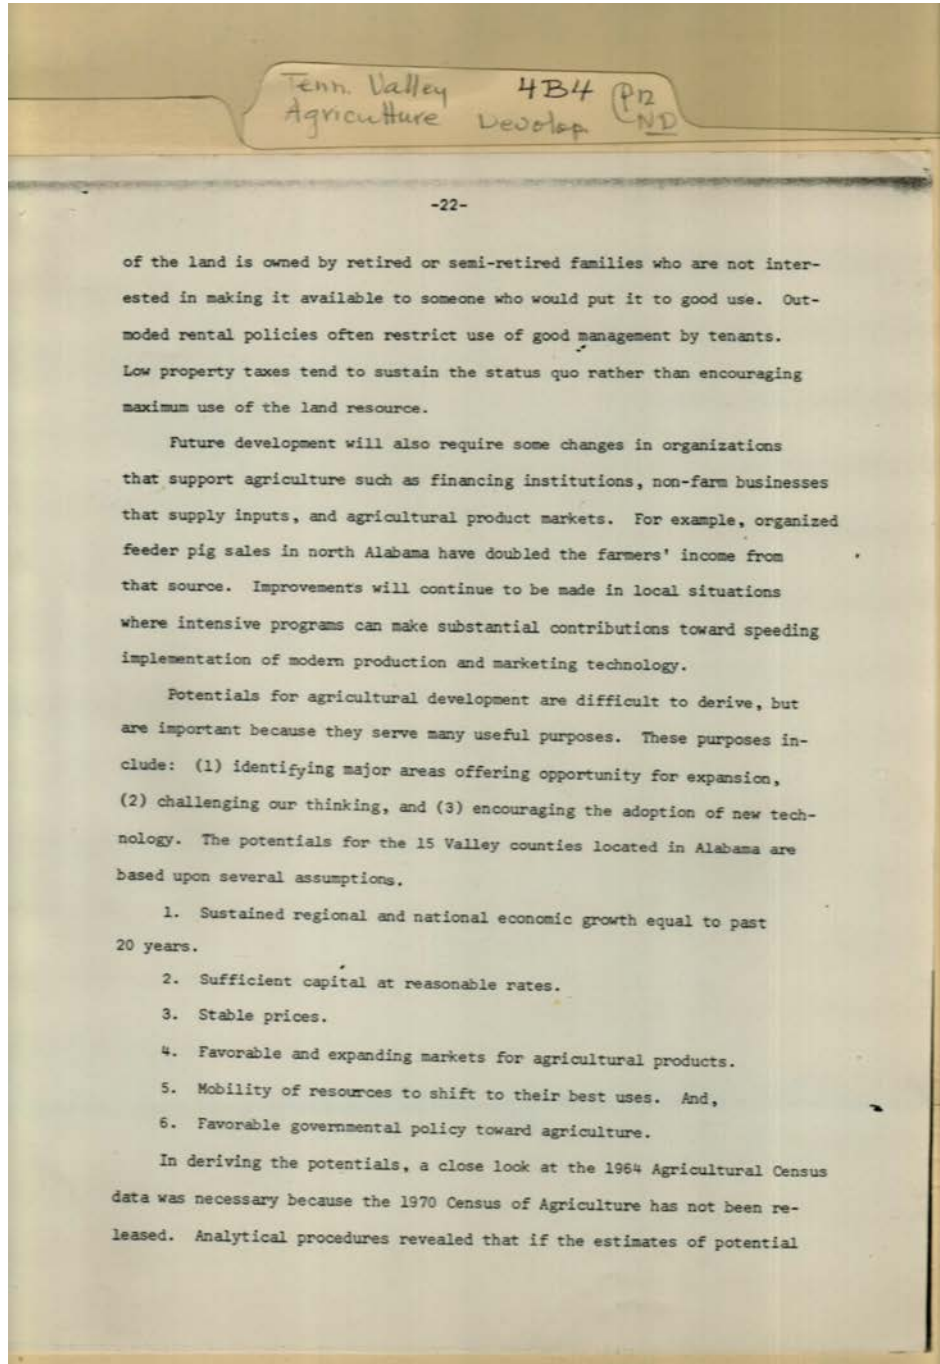 Tenn. Valley 4B4 Pn
Agriculture Develop ND
-22-
of the land is owned by retired or semi-retired families who are not inter-
ested in making it available to someone who would put it to good use. Out-
moded rental policies often restrict use of good management by tenants.
Low property taxes tend to sustain the status quo rather than encouraging
maximum use of the land resource.
Future development will also require some changes in organizations
that support agriculture such as financing institutions, non-farm businesses
that supply inputs, and agricultural product markets. For example, organized
feeder pig sales in north Alabama have doubled the farmers' income from
that source. Improvements will continue to be made in local situations
where intensive programs can make substantial contributions toward speeding
implementation of modern production and marketing technology.
Potentials for agricultural development are difficult to derive, but
are important because they serve many useful purposes. These purposes in-
clude: (1) identifying major areas offering opportunity for expansion,
(2) challenging our thinking, and (3) encouraging the adoption of new tech-
nology. The potentials for the 15 Valley counties located in Alabama are
based upon several assumptions.
1. Sustained regional and national economic growth equal to past
20 years.
2. Sufficient capital at reasonable rates.
3. Stable prices.
4. Favorable and expanding markets for agricultural products.
5. Mobility of resources to shift to their best uses. And,
6. Favorable governmental policy toward agriculture.
In deriving the potentials, a close look at the 1964 Agricultural Census
data was necessary because the 1970 Census of Agriculture has not been re-
leased. Analytical procedures revealed that if the estimates of potential